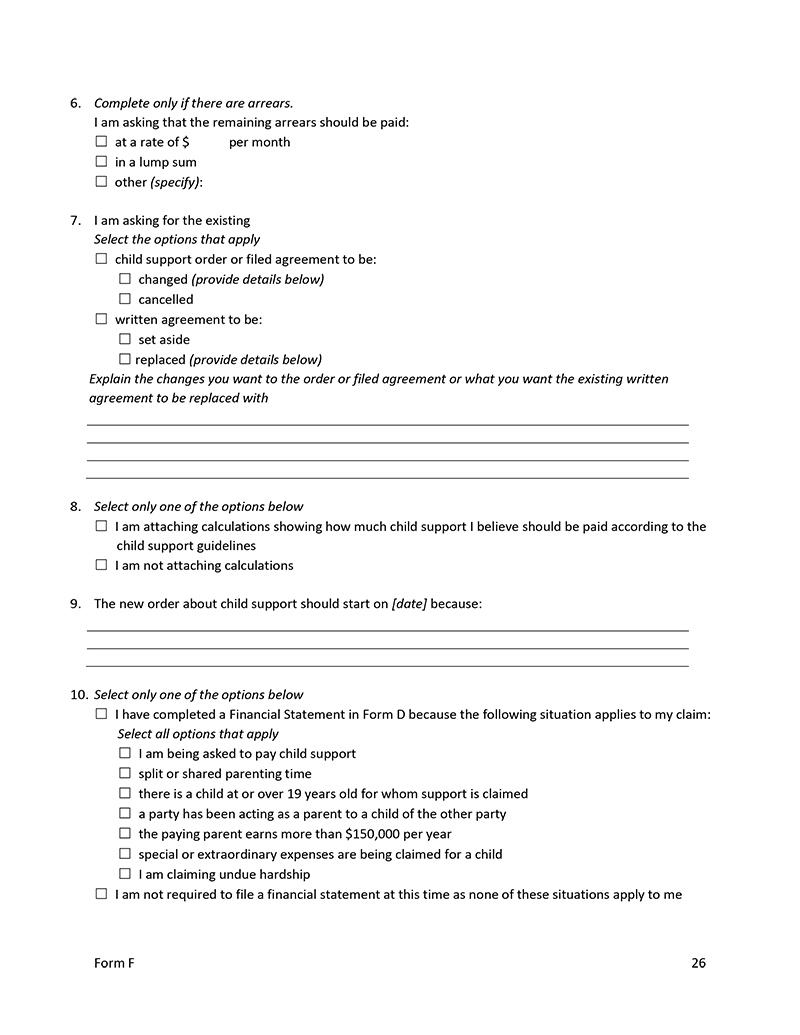 6. Complete only if there are arrears.
I am asking that the remaining arrears should be paid:
☐ at a rate of $ per month
☐ in a lump sum
☐ other (specify):
7. I am asking for the existing
Select the options that apply
☐ child support order or filed agreement to be:
☐ changed (provide details below)
☐ cancelled
☐ written agreement to be:
☐ set aside
☐ replaced (provide details below)
Explain the changes you want to the order or filed agreement or what you want the existing written
agreement to be replaced with
8. Select only one of the options below
☐ I am attaching calculations showing how much child support I believe should be paid according to the
child support guidelines
☐ I am not attaching calculations
9. The new order about child support should start on [date] because:
10. Select only one of the options below
☐ I have completed a Financial Statement in Form D because the following situation applies to my claim:
Select all options that apply
☐ I am being asked to pay child support
☐ split or shared parenting time
☐ there is a child at or over 19 years old for whom support is claimed
☐ a party has been acting as a parent to a child of the other party
☐ the paying parent earns more than $150,000 per year
☐ special or extraordinary expenses are being claimed for a child
☐ I am claiming undue hardship
☐ I am not required to file a financial statement at this time as none of these situations apply to me
Form F 26